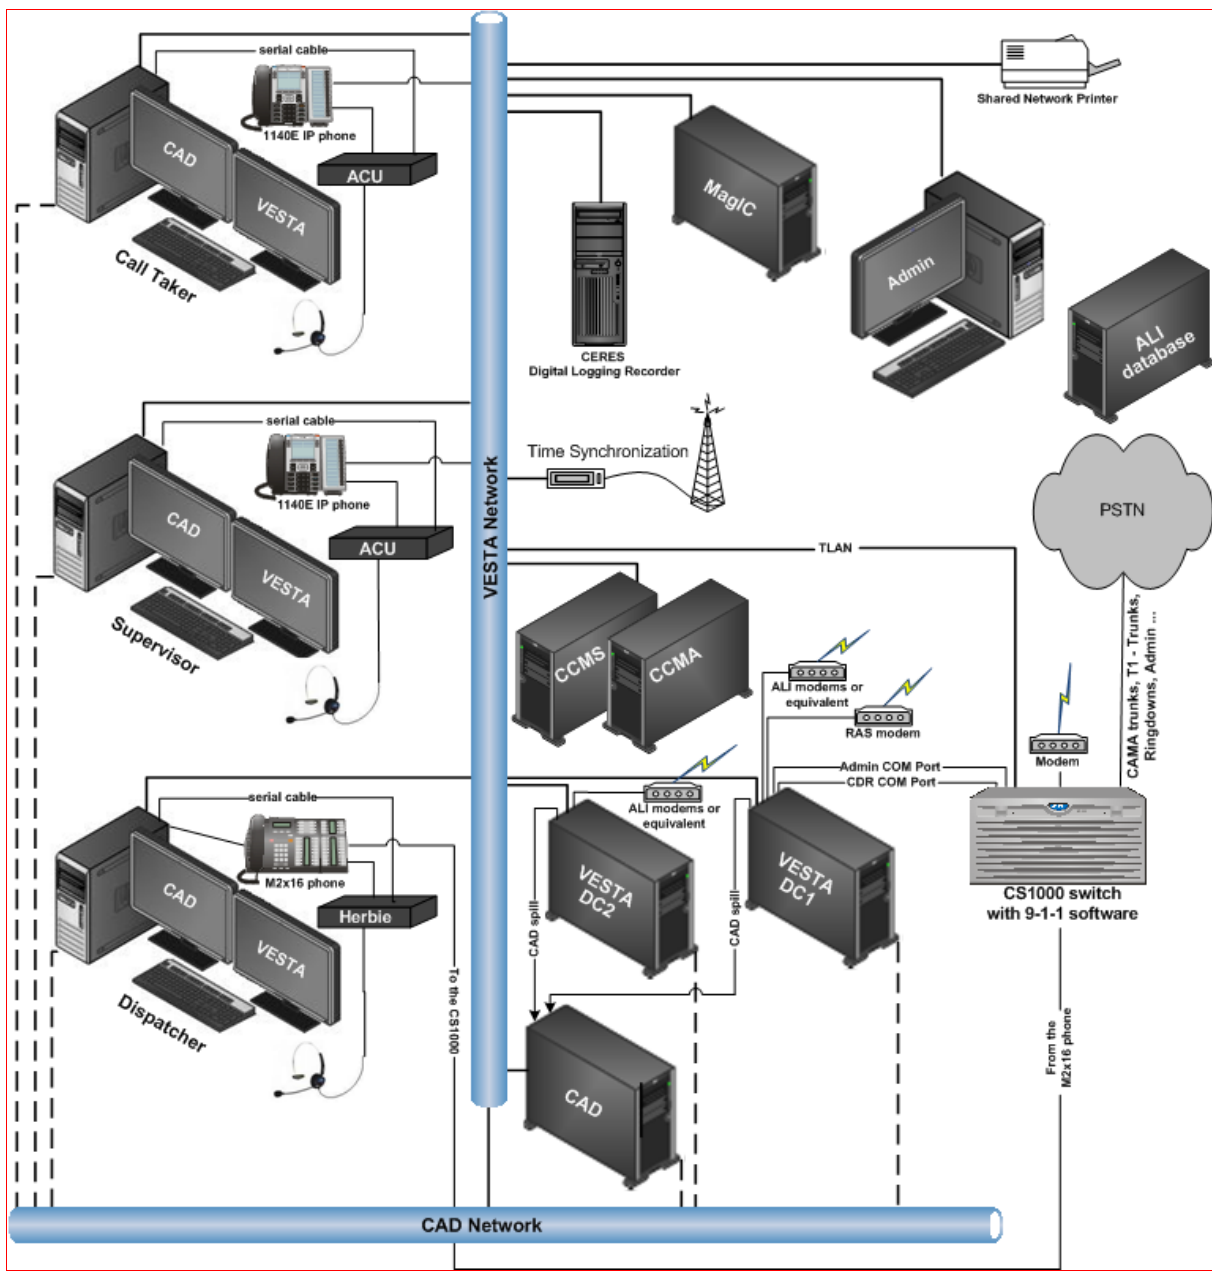 serial cable
1140E IP phone
CAD
VESTA
ACU
Call Taker
Shared Network Printer
MagIC
Admin
CERES
Digital Logging Recorder
ALI
database
serial cable
1140E IP phone
CAD
VESTA
ACU
Supervisor
VESTA Network
Time Synchronization
PSTN
TLAN
CCMS
CCMA
ALI modems or
equivalent
RAS modem
CAMA trunks, T1 - Trunks,
Ringdowns, Admin ...
Modem
Admin COM Port
CDR COM Port
serial cable
M2x16 phone
CAD
VESTA
Herbie
Dispatcher
To the CS1000
ALI modems or
equivalent
VESTA
DC2
VESTA
DC1
CAD spill
CAD spill
CS1000 switch
with 9-1-1 software
CAD
From the
M2x16 phone
CAD Network